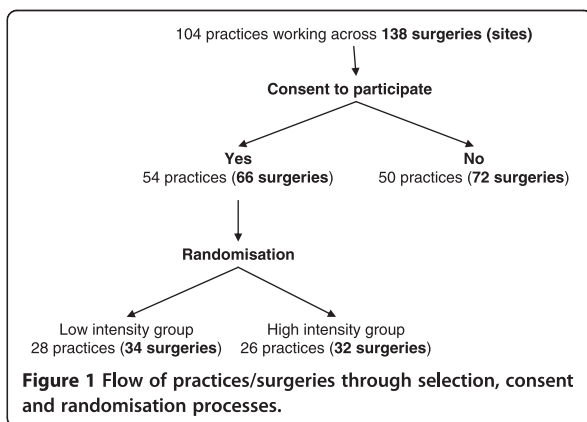 104 practices working across 138 surgeries (sites)
Consent to participate
Yes
54 practices (66 surgeries)
No
50 practices (72 surgeries)
Randomisation
Low intensity group
28 practices (34 surgeries)
High intensity group
26 practices (32 surgeries)
Figure 1 Flow of practices/surgeries through selection, consent
and randomisation processes.